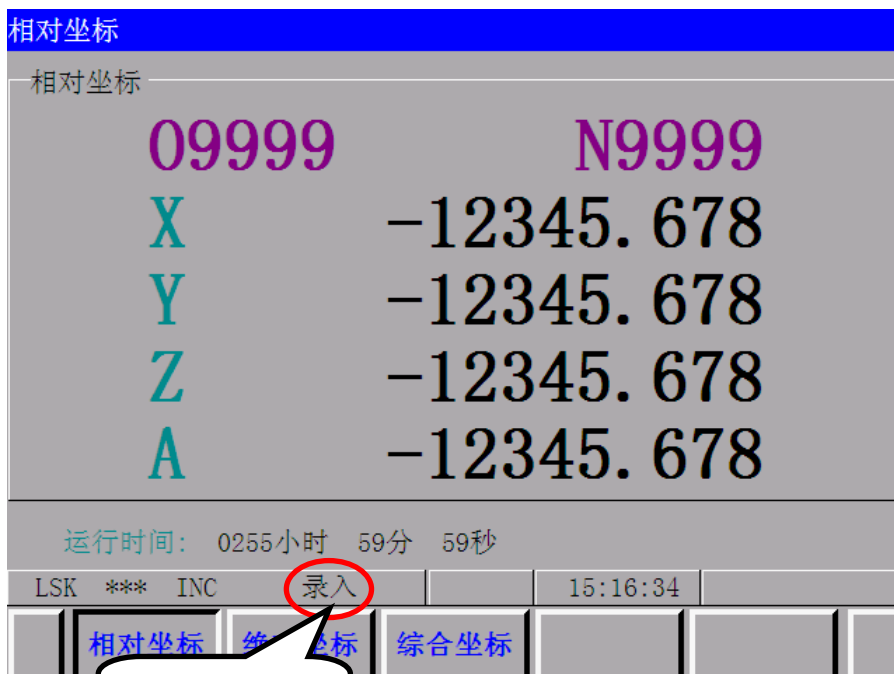 相对坐标
相对坐标
O9999 N9999
X -12345.678
Y -12345.678
Z -12345.678
A -12345.678
运行时间: 0255小时 59分 59秒
LSK *** INC 录入 15:16:34
相对坐标 坐标 综合坐标